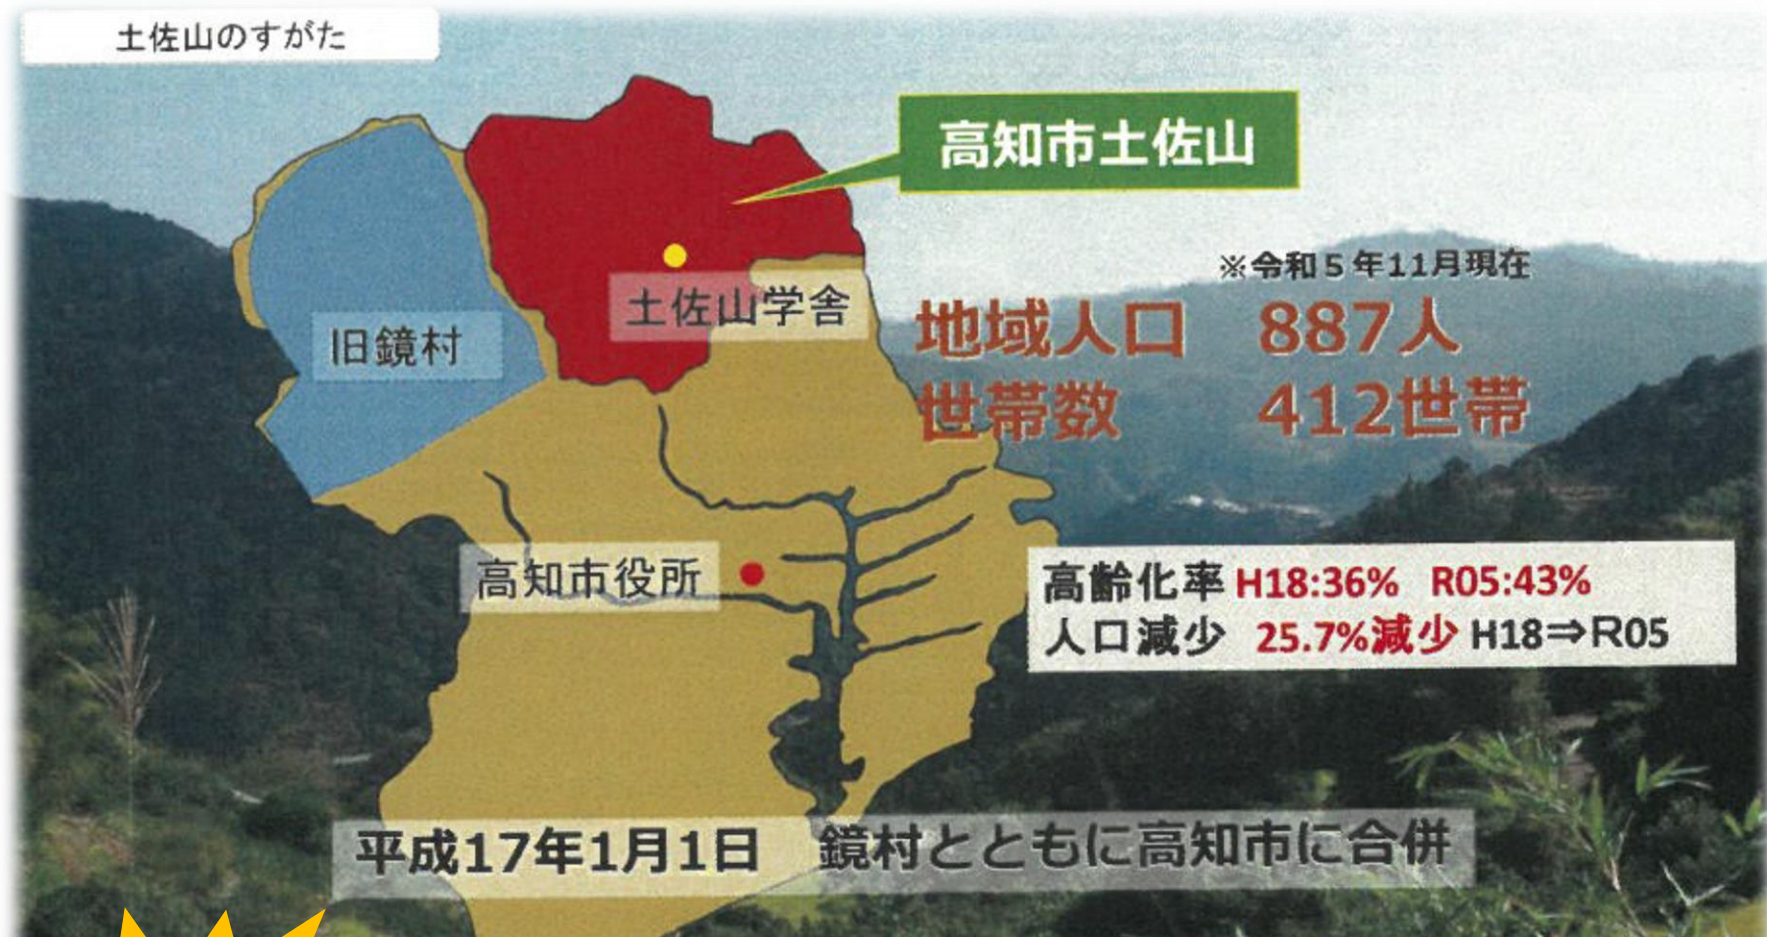 土佐山のすがた
高知市土佐山
※令和5年11月現在
土佐山学舎
地域人口 887人
旧鏡村
世帯数 412世帯
高知市役所
高齢化率 H18:36% R05:43%
人口減少 25.7%減少 H18⇒R05
平成17年1月1日 鏡村とともに高知市に合併